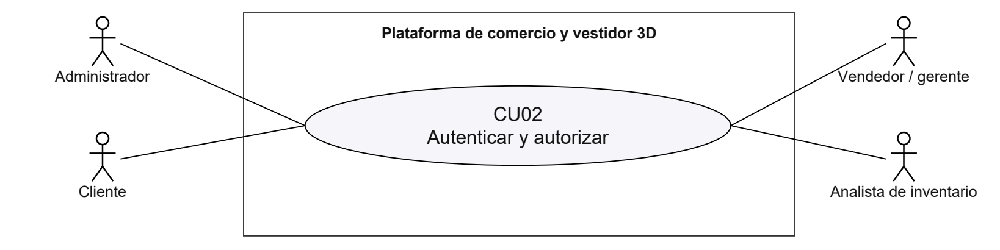 Plataforma de comercio y vestidor 3D
Administrador
Vendedor / gerente
CU02
Autenticar y autorizar
Cliente
Analista de inventario